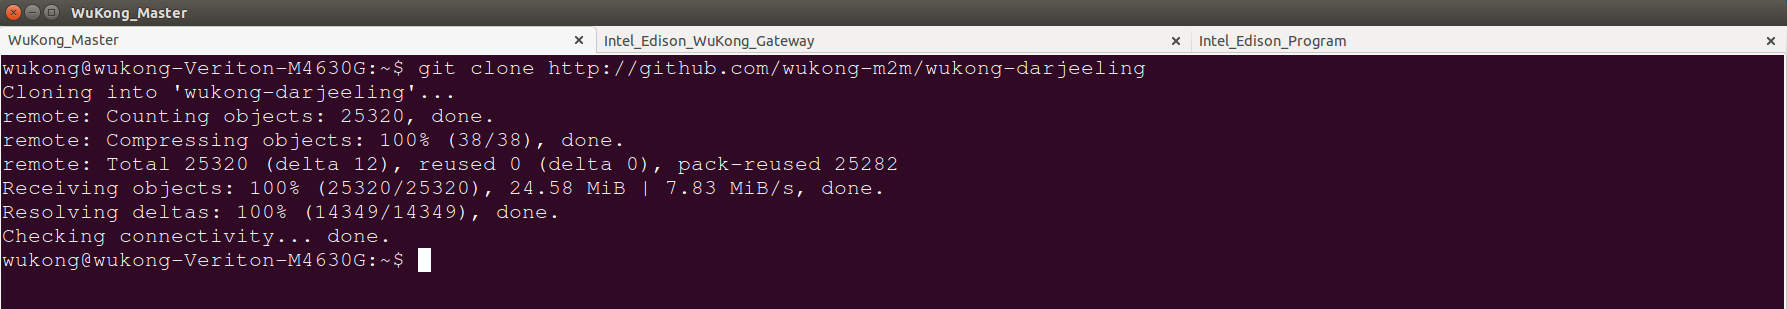 WuKong_Master
WuKong_Master × Intel_Edison_WuKong_Gateway × Intel_Edison_Program ×
wukong@wukong-Veriton-M4630G:~$ git clone http://github.com/wukong-m2m/wukong-darjeeling
Cloning into 'wukong-darjeeling'...
remote: Counting objects: 25320, done.
remote: Compressing objects: 100% (38/38), done.
remote: Total 25320 (delta 12), reused 0 (delta 0), pack-reused 25282
Receiving objects: 100% (25320/25320), 24.58 MiB | 7.83 MiB/s, done.
Resolving deltas: 100% (14349/14349), done.
Checking connectivity... done.
wukong@wukong-Veriton-M4630G:~$